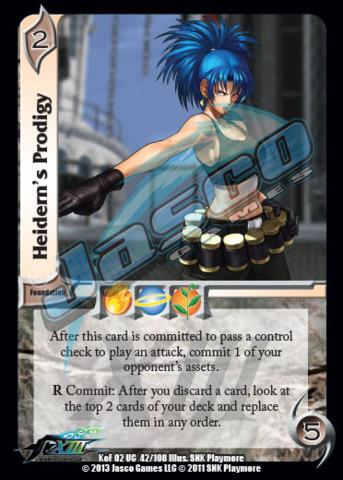 2
Heidern's Prodigy
Jasco
GAMES
Foundation
After this card is committed to pass a control
check to play an attack, commit 1 of your
opponent's assets.
R Commit: After you discard a card, look at
the top 2 cards of your deck and replace
them in any order.
5
XIII
KoF 02 UC 42/108 Illus. SNK Playmore
© 2013 Jasco Games LLC © 2011 SNK Playmore